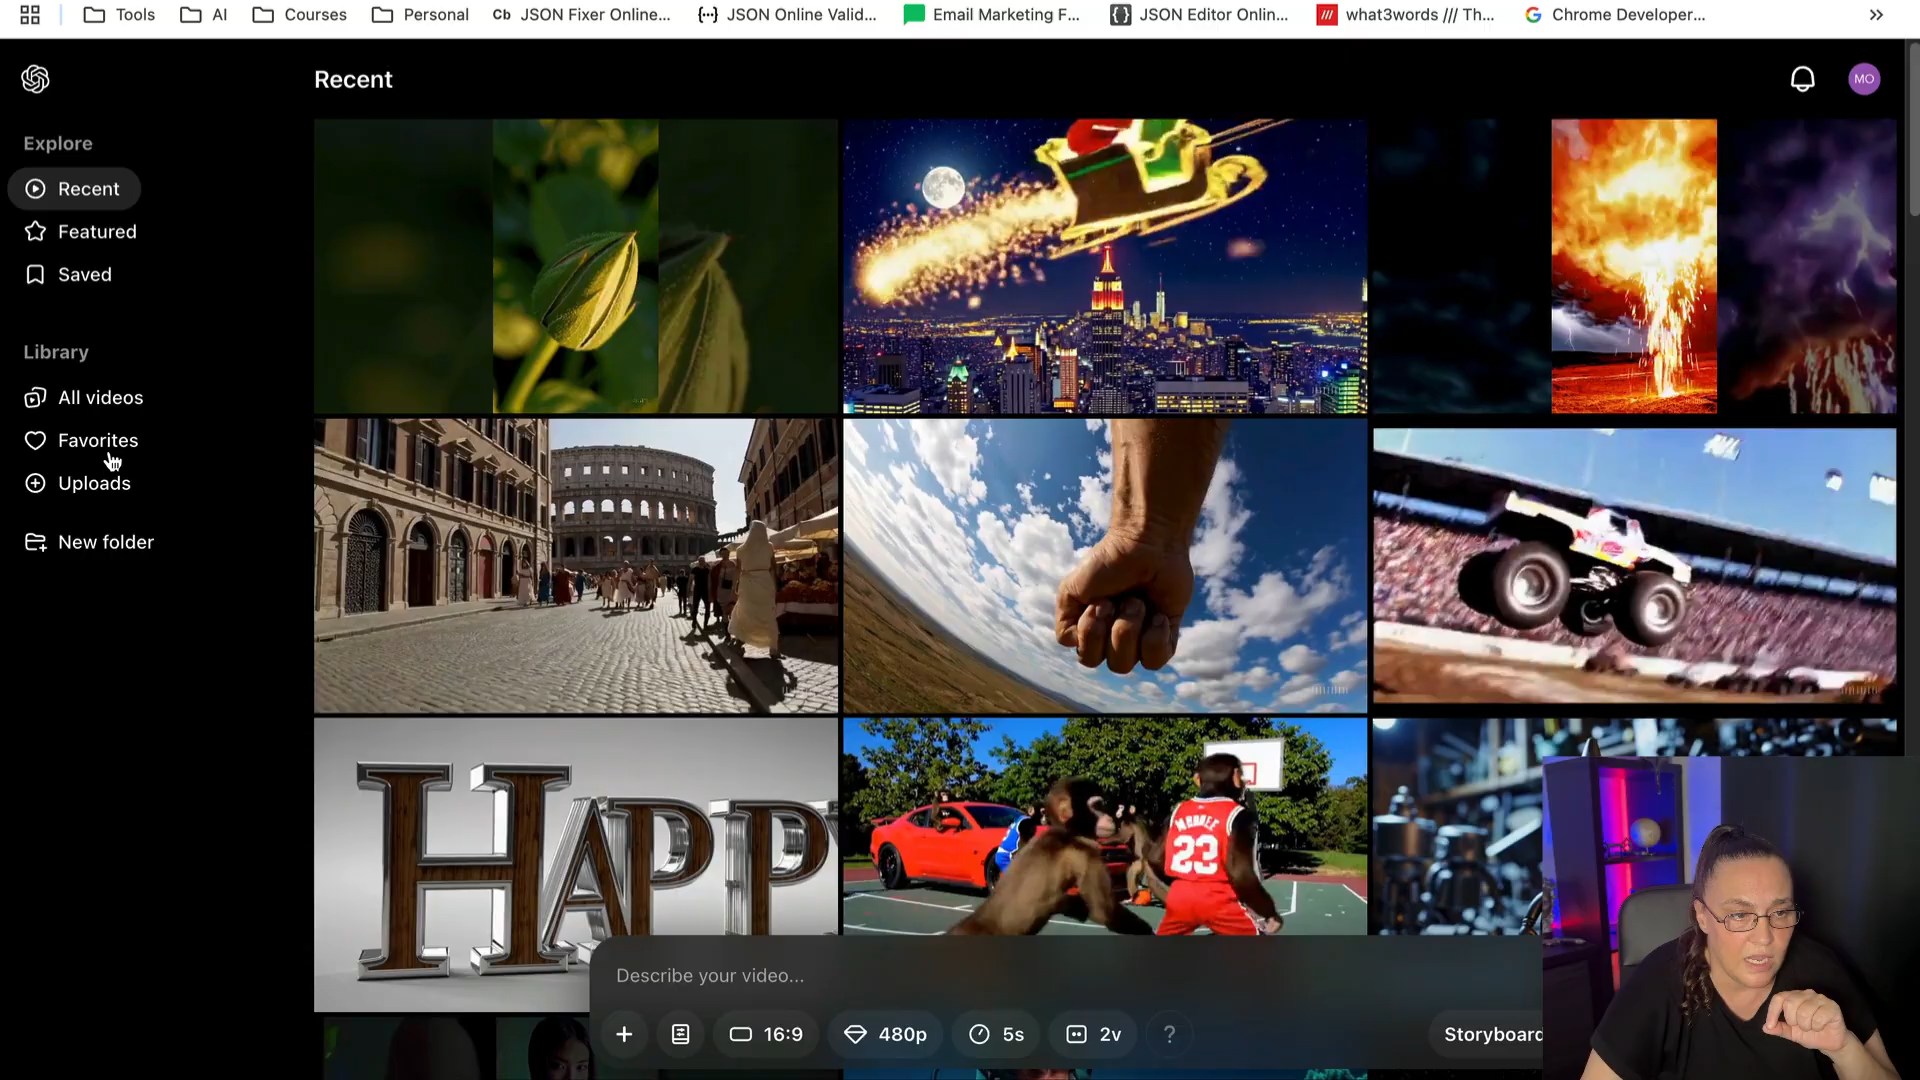 Tools
AI
Courses
Personal
Cb JSON Fixer Online...
{···} JSON Online Valid...
Email Marketing F...
{} JSON Editor Onlin...
/// what3words /// Th...
G Chrome Developer...
»
Recent
MO
Explore
Recent
Featured
Saved
Library
All videos
Favorites
Uploads
New folder
HAPP
23
Describe your video...
+
16:9
480p
5s
2v
?
Storyboard